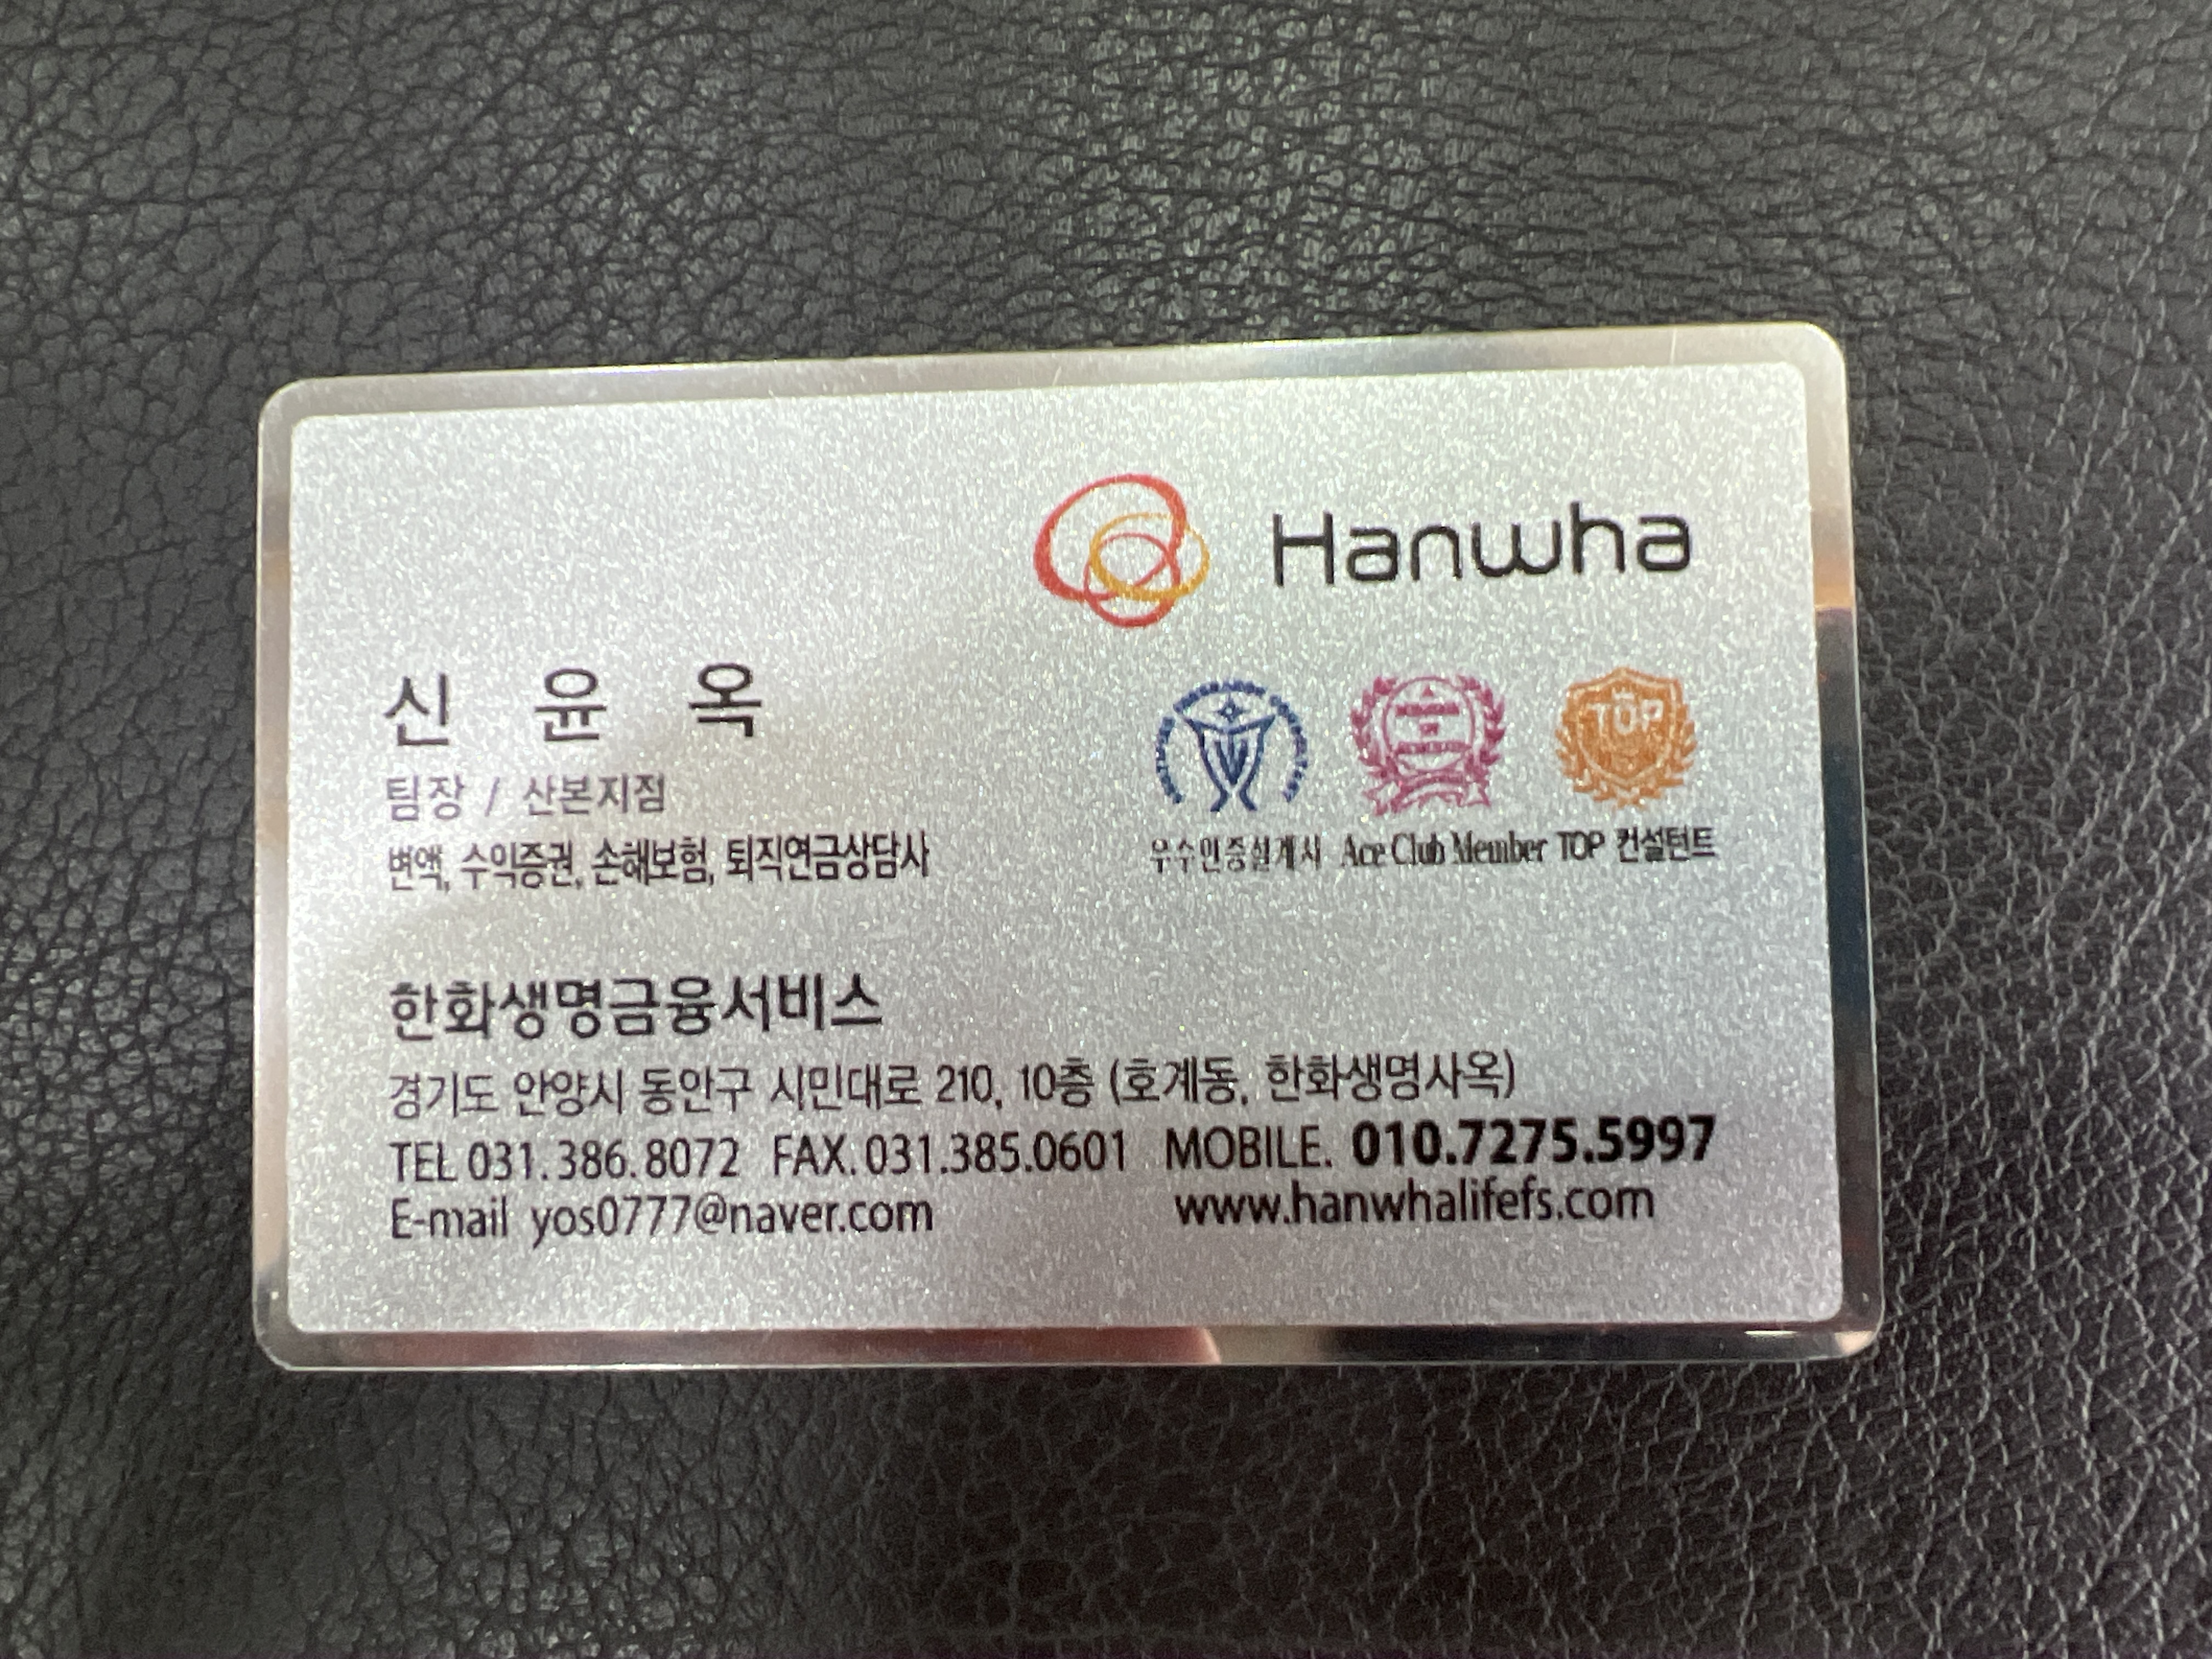 Hanwha
신 윤 옥
팀장 / 산본지점
변액, 수익증권, 손해보험, 퇴직연금상담사
TOP
우수인증설계사 Ace Club Member TOP 컨설턴트
한화생명금융서비스
경기도 안양시 동안구 시민대로 210, 10층 (호계동, 한화생명사옥)
TEL 031.386.8072 FAX.031.385.0601 MOBILE. 010.7275.5997
E-mail yos0777@naver.com www.hanwhalifefs.com